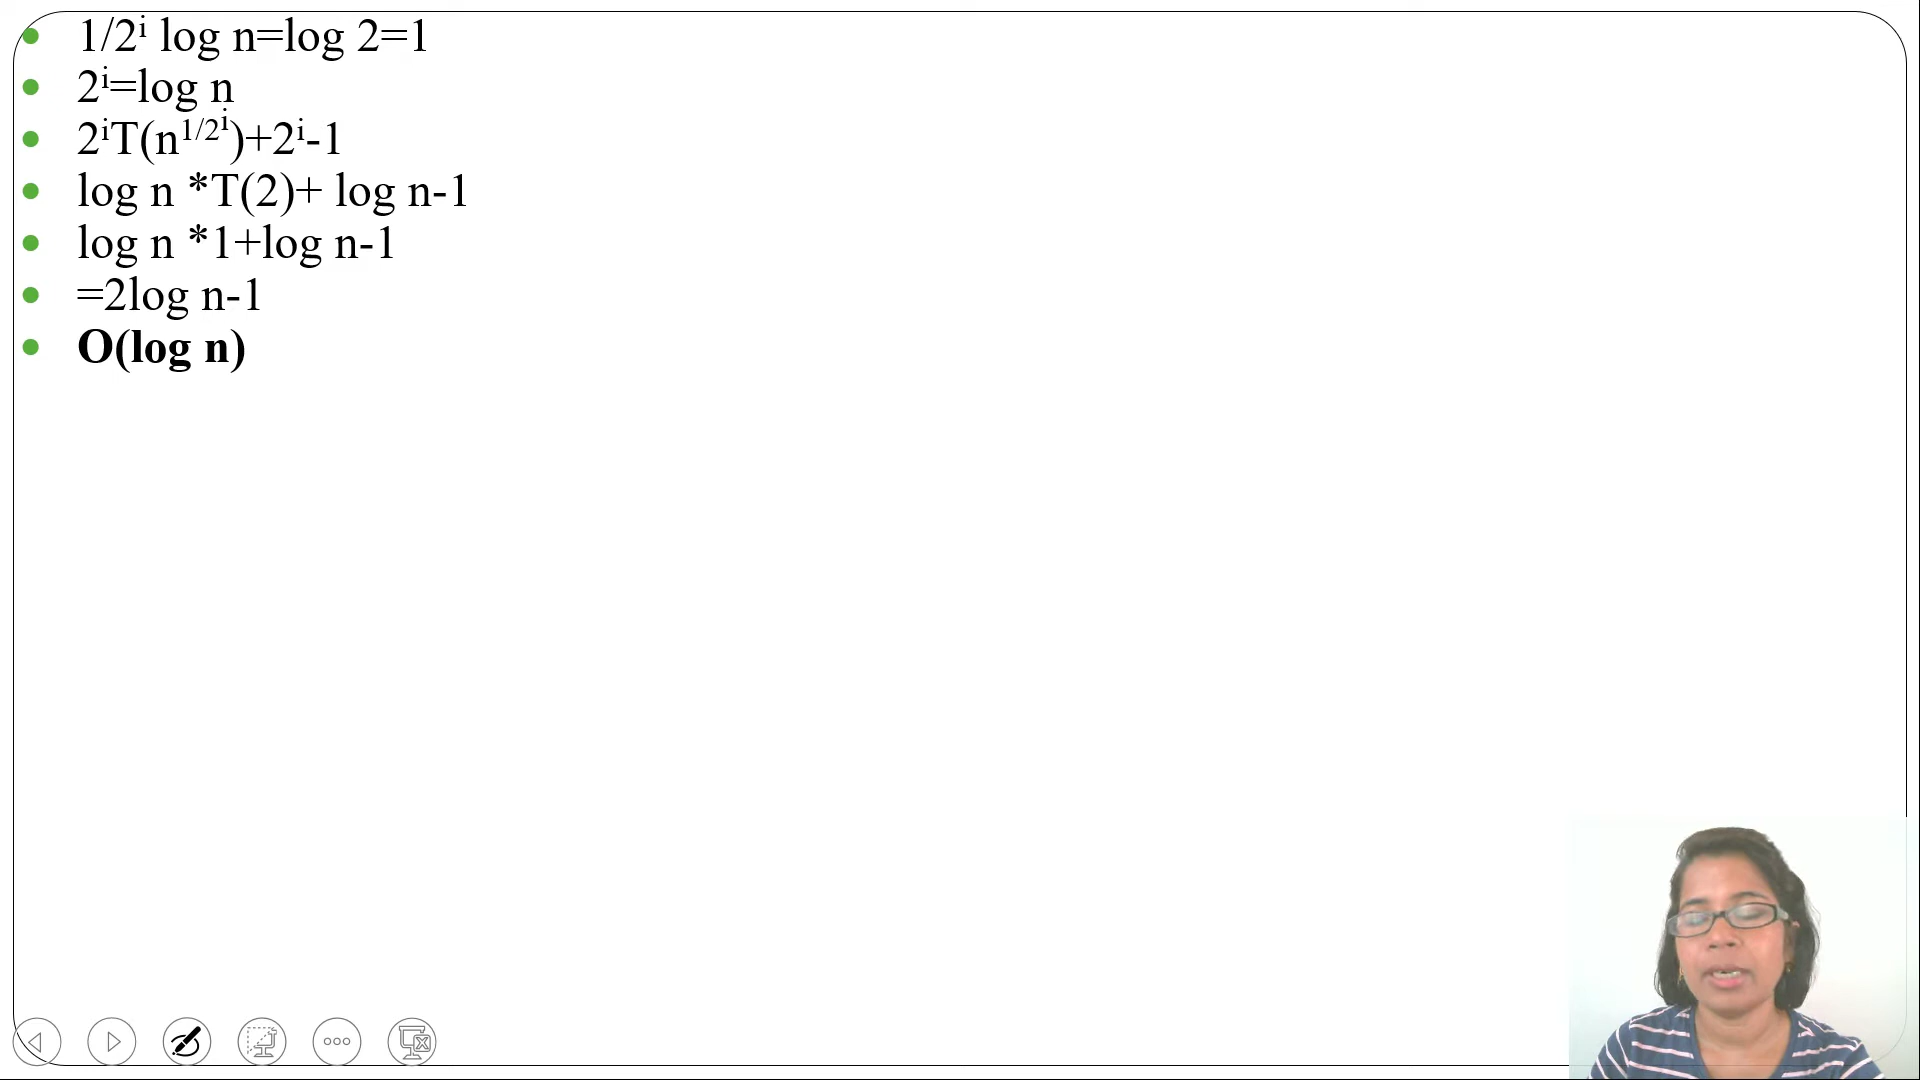 1/2ⁱ log n=log 2=1
2ⁱ=log n
2ⁱT(n^1/2^i)+2ⁱ-1
log n *T(2)+ log n-1
log n *1+log n-1
=2log n-1
O(log n)